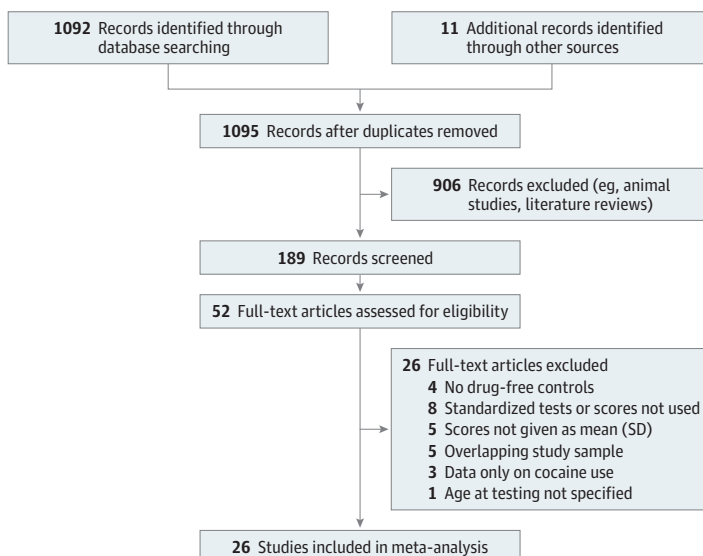 1092 Records identified through
database searching
11 Additional records identified
through other sources
1095 Records after duplicates removed
906 Records excluded (eg, animal
studies, literature reviews)
189 Records screened
52 Full-text articles assessed for eligibility
26 Full-text articles excluded
4 No drug-free controls
8 Standardized tests or scores not used
5 Scores not given as mean (SD)
5 Overlapping study sample
3 Data only on cocaine use
1 Age at testing not specified
26 Studies included in meta-analysis